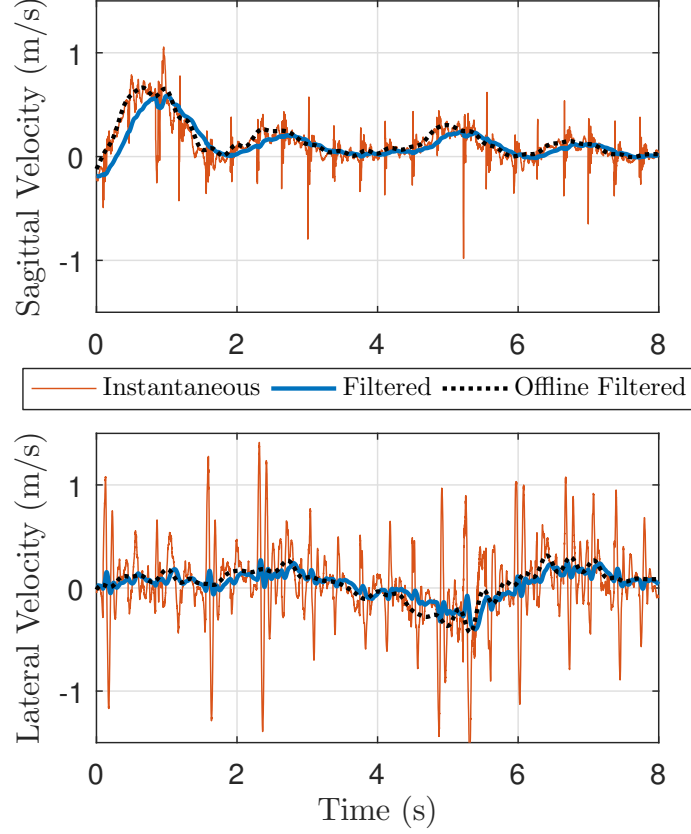 Sagittal Velocity (m/s)
1
0
-1
0 2 4 6 8
Instantaneous Filtered Offline Filtered
Lateral Velocity (m/s)
1
0
-1
0 2 4 6 8
Time (s)